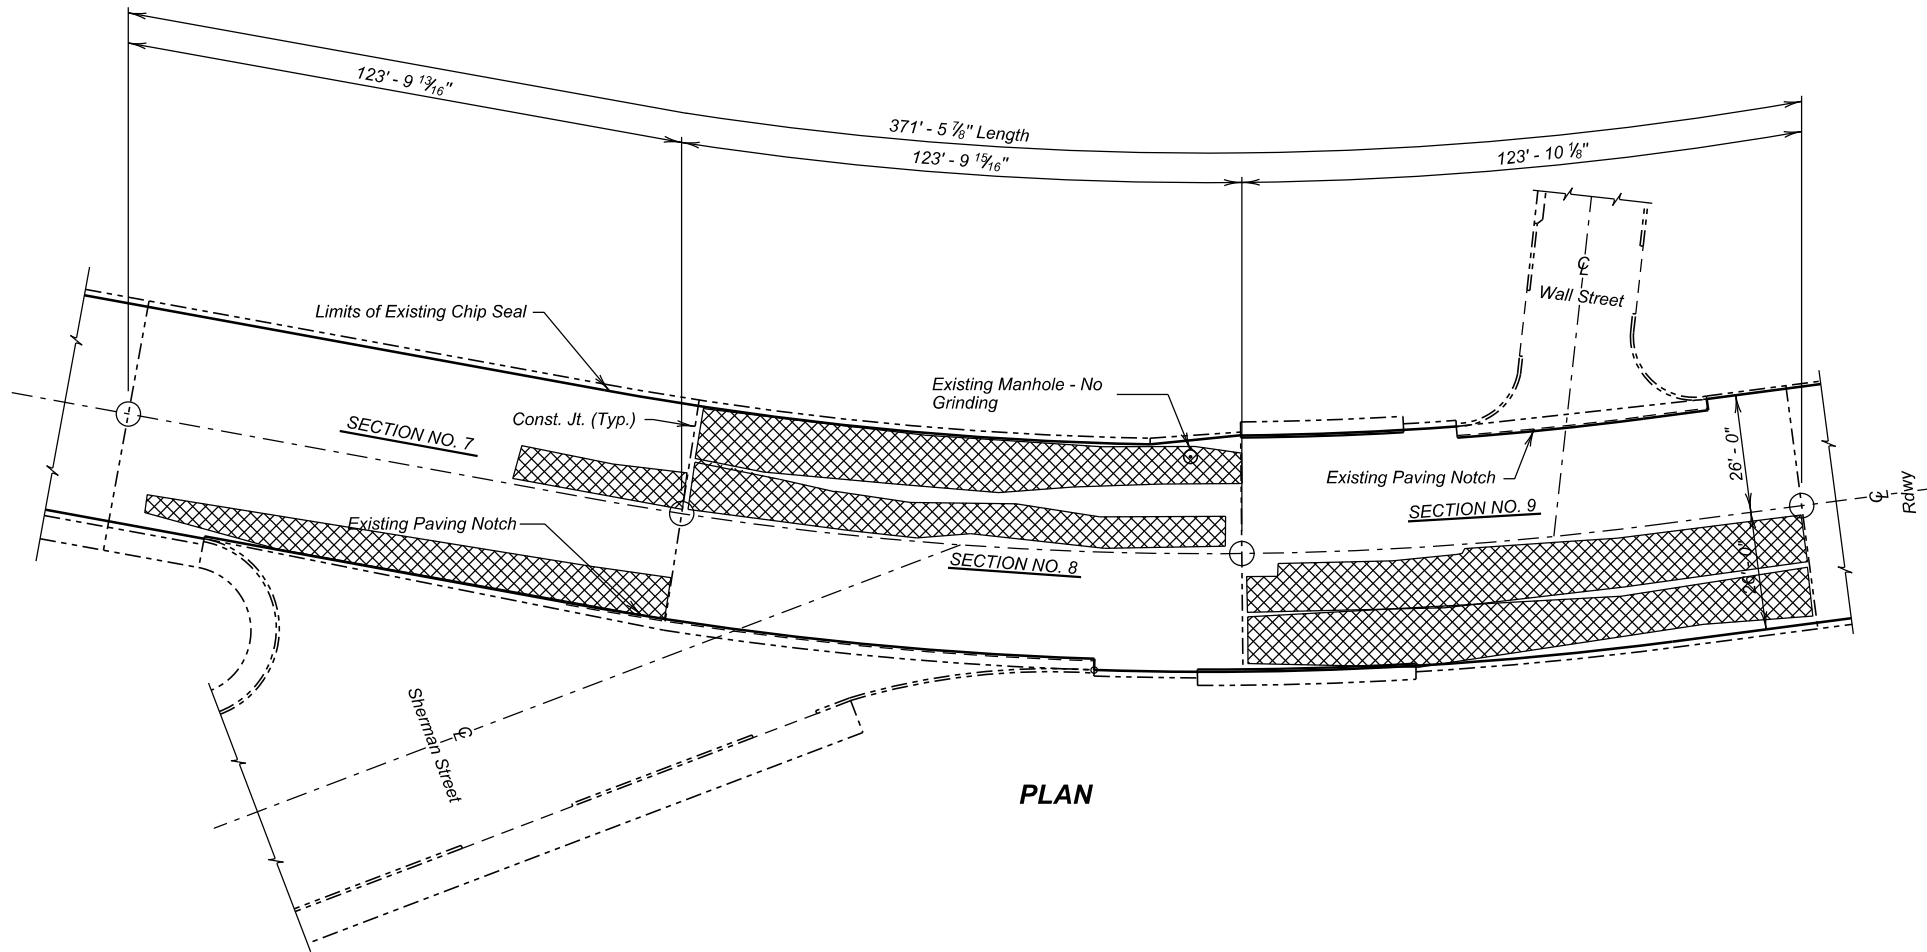 123' - 9 13/16"
371' - 5 7/8" Length
123' - 9 15/16"
123' - 10 1/8"
℄
Wall Street
Limits of Existing Chip Seal
Existing Manhole - No
Grinding
Const. Jt. (Typ.)
SECTION NO. 7
26' - 0"
Existing Paving Notch
℄
Rdwy
SECTION NO. 9
Existing Paving Notch
SECTION NO. 8
26' - 0"
℄
Sherman Street
PLAN